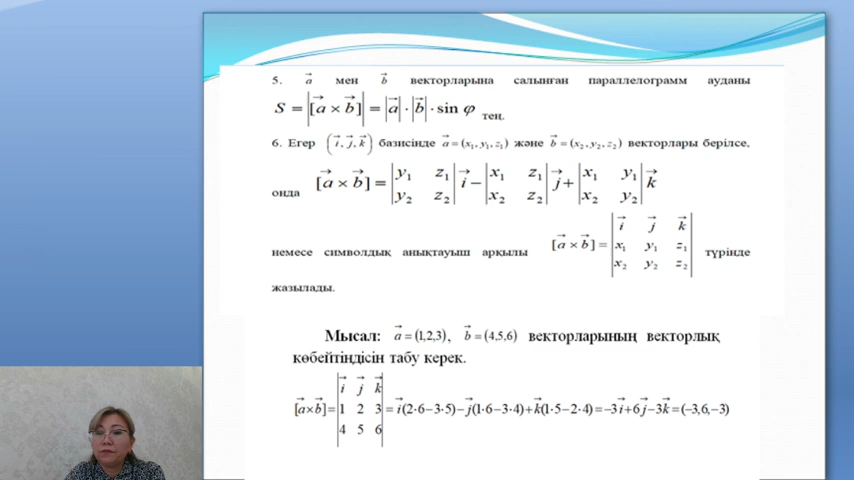 5. a⃗ мен b⃗ векторларына салынған параллелограмм ауданы
S = |[a⃗ × b⃗]| = |a⃗| · |b⃗| · sin φ тең.
6. Егер (i⃗, j⃗, k⃗) базисінде a⃗ = (x₁, y₁, z₁) және b⃗ = (x₂, y₂, z₂) векторлары берілсе,
онда [a⃗ × b⃗] = |y₁ z₁; y₂ z₂| i⃗ − |x₁ z₁; x₂ z₂| j⃗ + |x₁ y₁; x₂ y₂| k⃗
немесе символдық анықтауыш арқылы [a⃗ × b⃗] = |i⃗ j⃗ k⃗; x₁ y₁ z₁; x₂ y₂ z₂| түрінде
жазылады.
Мысал: a⃗ = (1,2,3), b⃗ = (4,5,6) векторларының векторлық
көбейтіндісін табу керек.
[a⃗×b⃗] = |i⃗ j⃗ k⃗; 1 2 3; 4 5 6| = i⃗(2·6−3·5)−j⃗(1·6−3·4)+k⃗(1·5−2·4)=−3i⃗+6j⃗−3k⃗=(−3,6,−3)